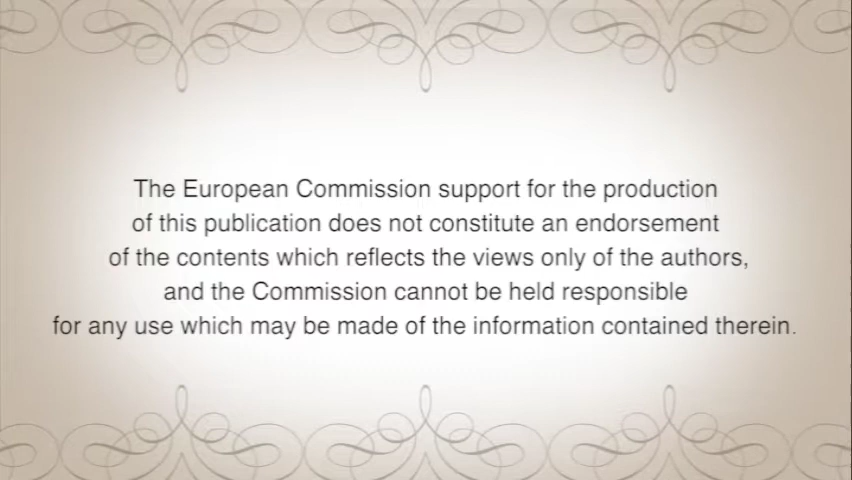 The European Commission support for the production
of this publication does not constitute an endorsement
of the contents which reflects the views only of the authors,
and the Commission cannot be held responsible
for any use which may be made of the information contained therein.